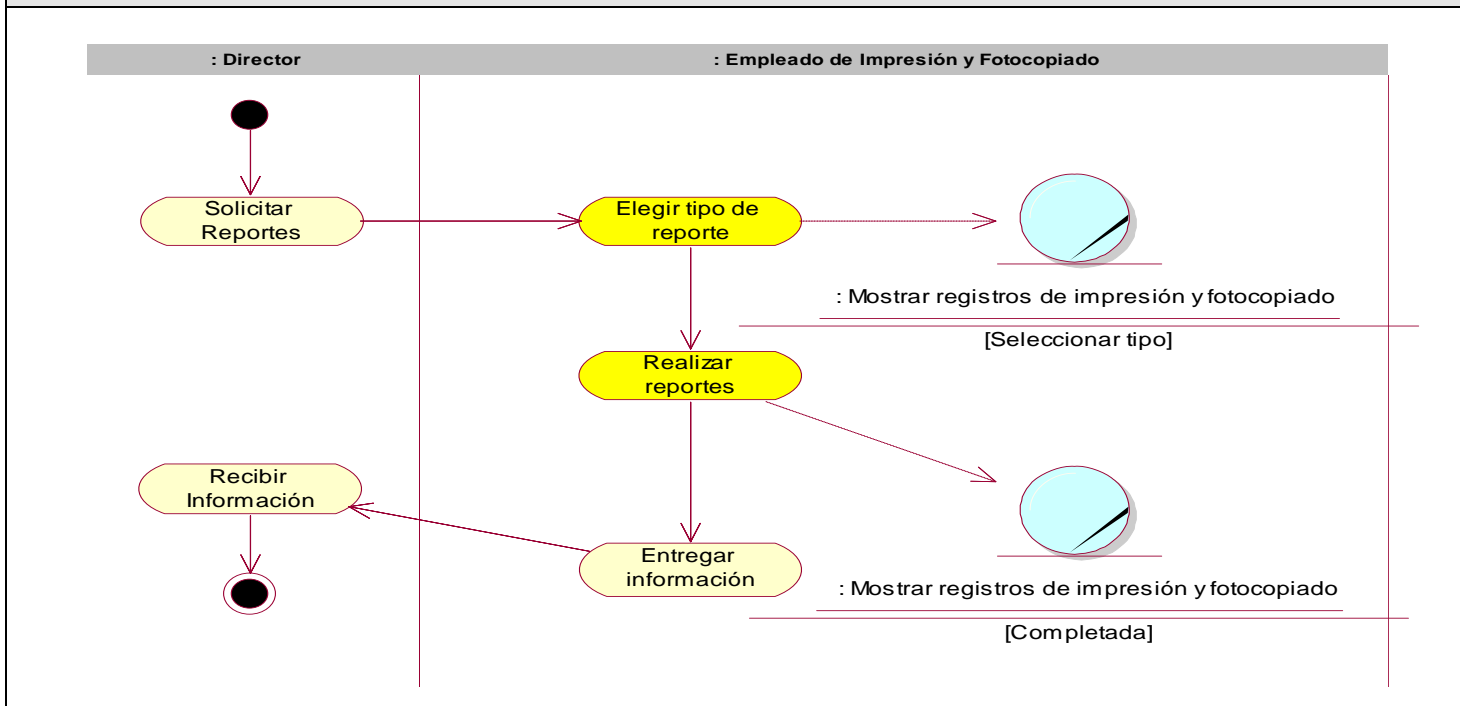 : Director
: Empleado de Impresión y Fotocopiado
Solicitar
Reportes
Elegir tipo de
reporte
: Mostrar registros de impresión y fotocopiado
[Seleccionar tipo]
Realizar
reportes
Recibir
Información
Entregar
información
: Mostrar registros de impresión y fotocopiado
[Completada]